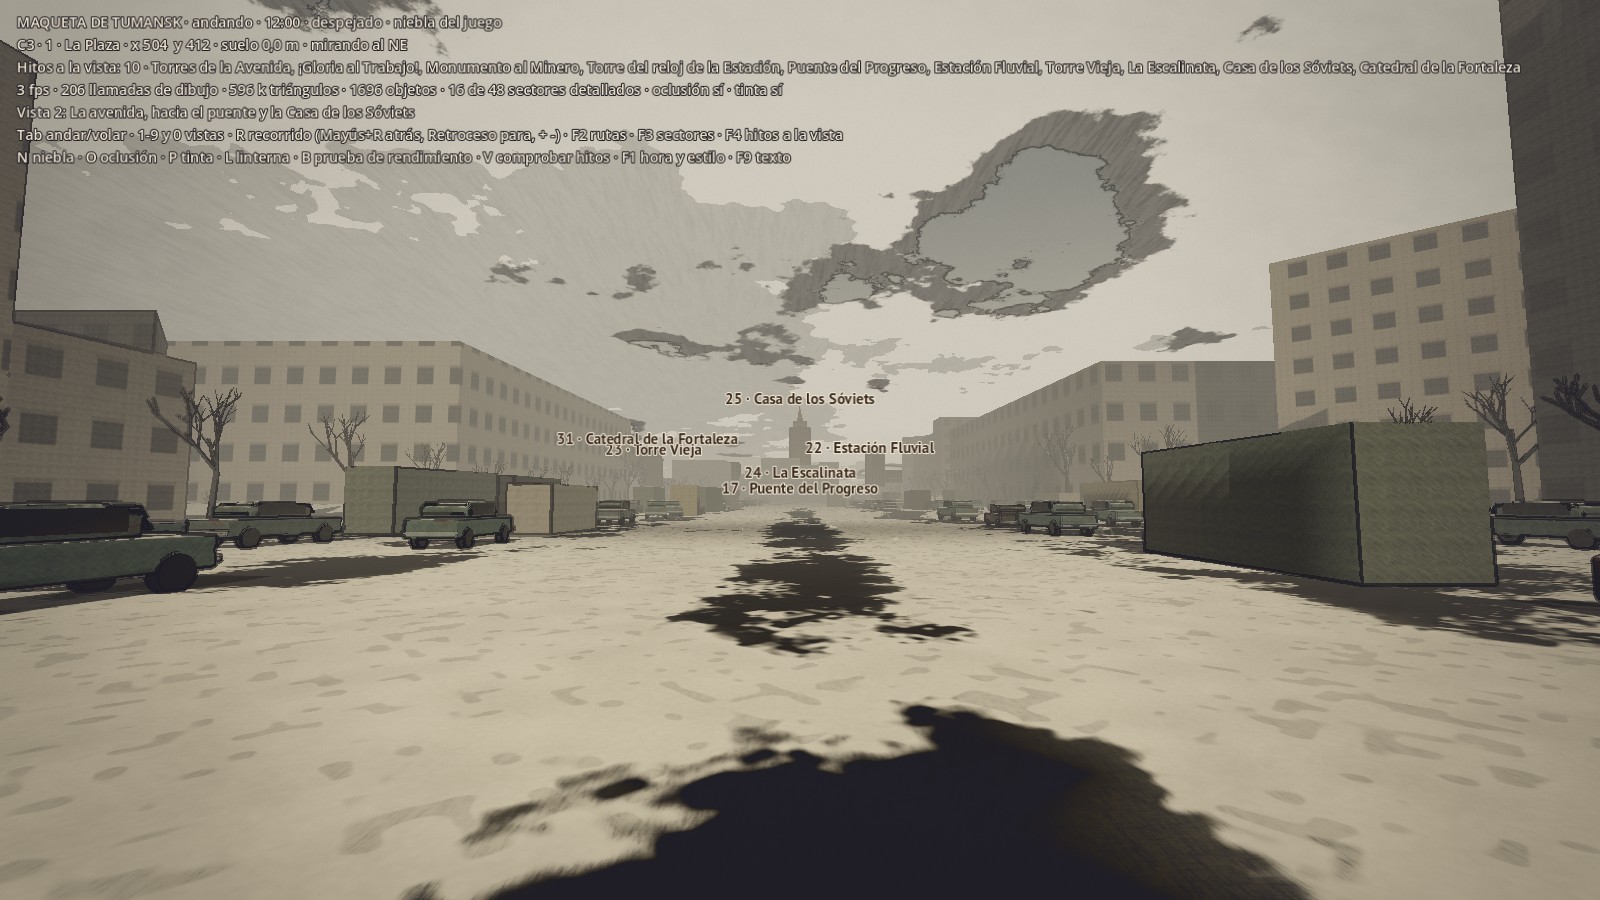 MAQUETA DE TUMANSK · andando · 12:00 · despejado · niebla del juego
C3 · 1 · La Plaza · x 504 y 412 · suelo 0,0 m · mirando al NE
Hitos a la vista: 10 · Torres de la Avenida, ¡Gloria al Trabajo!, Monumento al Minero, Torre del reloj de la Estación, Puente del Progreso, Estación Fluvial, Torre Vieja, La Escalinata, Casa de los Sóviets, Catedral de la Fortaleza
3 fps · 206 llamadas de dibujo · 596 k triángulos · 1696 objetos · 16 de 48 sectores detallados · oclusión sí · tinta sí
Vista 2: La avenida, hacia el puente y la Casa de los Sóviets
Tab andar/volar · 1-9 y 0 vistas · R recorrido (Mayús+R atrás, Retroceso para, + -) · F2 rutas · F3 sectores · F4 hitos a la vista
N niebla · O oclusión · P tinta · L linterna · B prueba de rendimiento · V comprobar hitos · F1 hora y estilo · F9 texto
25 · Casa de los Sóviets
31 · Catedral de la Fortaleza
23 · Torre Vieja
22 · Estación Fluvial
24 · La Escalinata
17 · Puente del Progreso